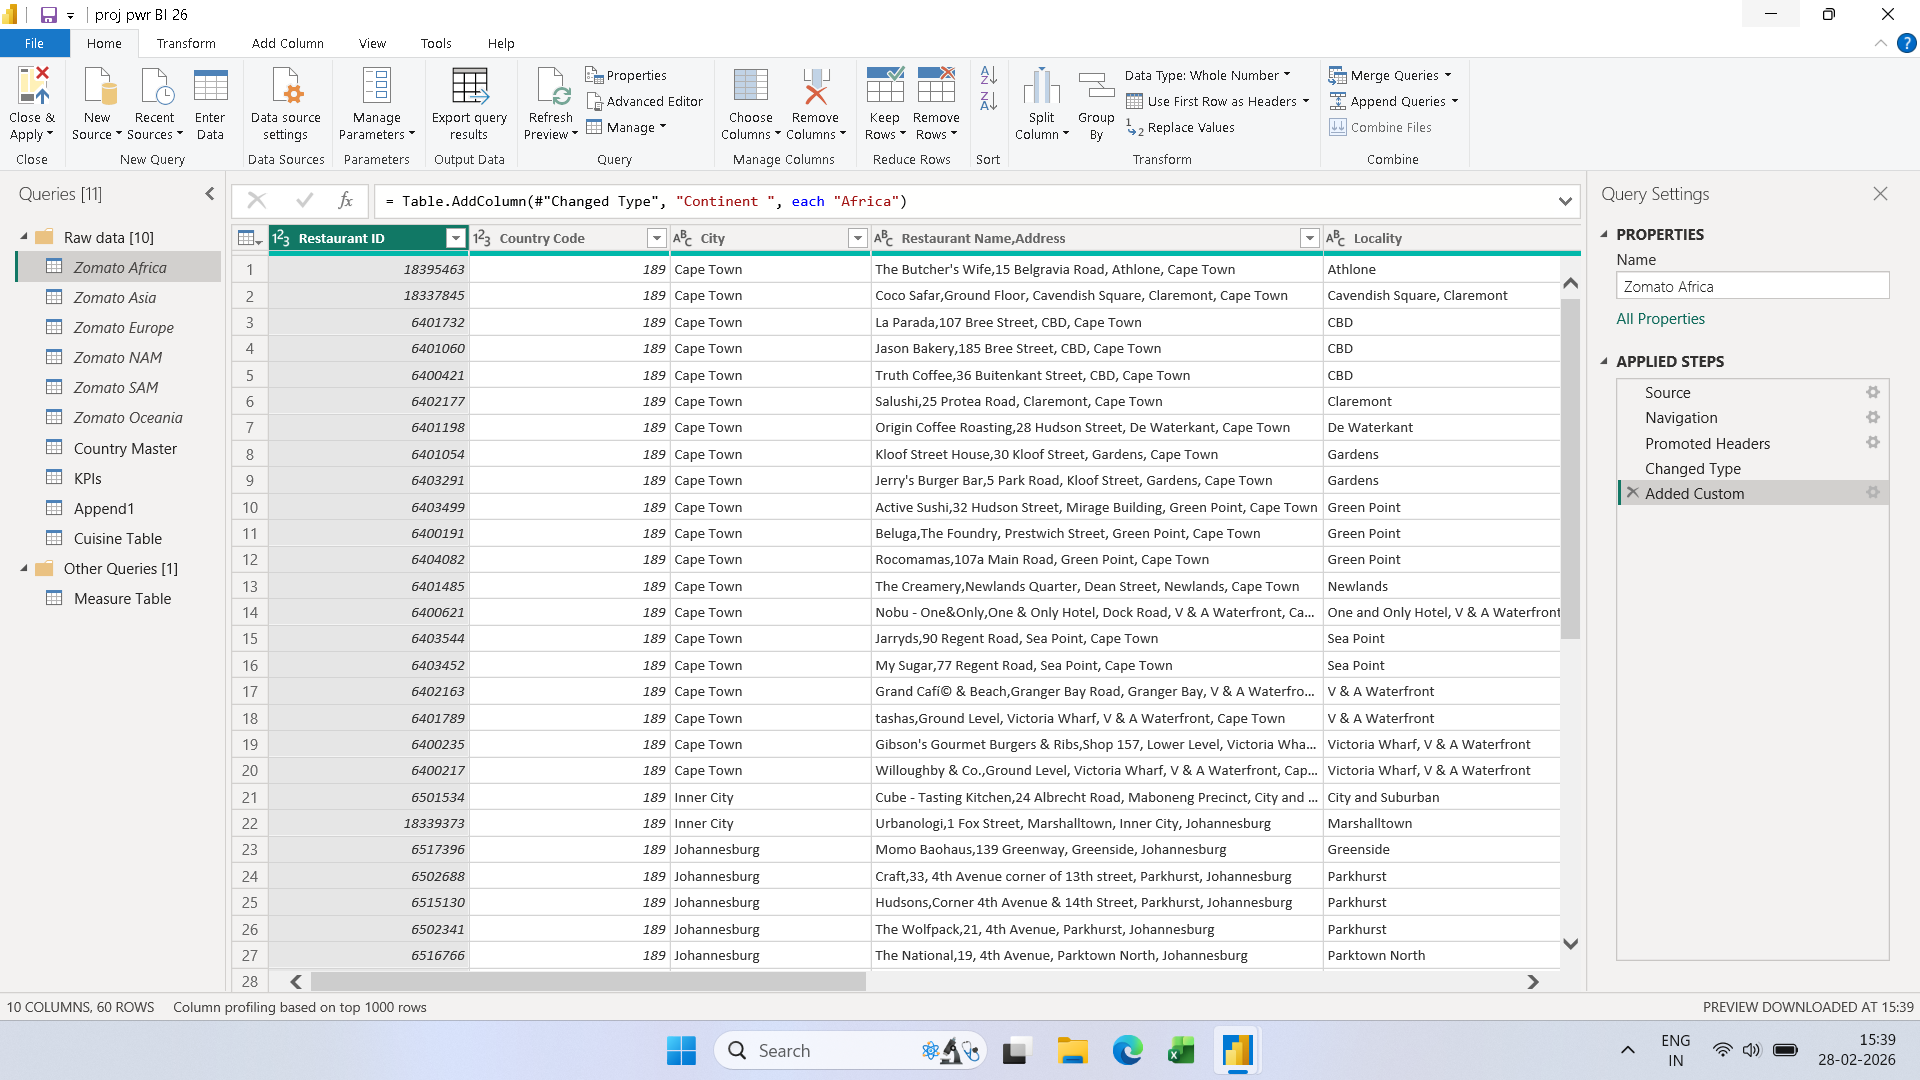 proj pwr BI 26
File Home Transform Add Column View Tools Help
Close & Apply
New Source
Recent Sources
Enter Data
Data source settings
Manage Parameters
Export query results
Refresh Preview
Properties
Advanced Editor
Manage
Choose Columns
Remove Columns
Keep Rows
Remove Rows
Split Column
Group By
Data Type: Whole Number
Use First Row as Headers
Replace Values
Merge Queries
Append Queries
Combine Files
Close New Query Data Sources Parameters Output Data Query Manage Columns Reduce Rows Sort Transform Combine
Queries [11]
Raw data [10]
Zomato Africa
Zomato Asia
Zomato Europe
Zomato NAM
Zomato SAM
Zomato Oceania
Country Master
KPIs
Append1
Cuisine Table
Other Queries [1]
Measure Table
fx = Table.AddColumn(#"Changed Type", "Continent ", each "Africa")
Restaurant ID Country Code City Restaurant Name,Address Locality
1 18395463 189 Cape Town The Butcher's Wife,15 Belgravia Road, Athlone, Cape Town Athlone
2 18337845 189 Cape Town Coco Safar,Ground Floor, Cavendish Square, Claremont, Cape Town Cavendish Square, Claremont
3 6401732 189 Cape Town La Parada,107 Bree Street, CBD, Cape Town CBD
4 6401060 189 Cape Town Jason Bakery,185 Bree Street, CBD, Cape Town CBD
5 6400421 189 Cape Town Truth Coffee,36 Buitenkant Street, CBD, Cape Town CBD
6 6402177 189 Cape Town Salushi,25 Protea Road, Claremont, Cape Town Claremont
7 6401198 189 Cape Town Origin Coffee Roasting,28 Hudson Street, De Waterkant, Cape Town De Waterkant
8 6401054 189 Cape Town Kloof Street House,30 Kloof Street, Gardens, Cape Town Gardens
9 6403291 189 Cape Town Jerry's Burger Bar,5 Park Road, Kloof Street, Gardens, Cape Town Gardens
10 6403499 189 Cape Town Active Sushi,32 Hudson Street, Mirage Building, Green Point, Cape Town Green Point
11 6400191 189 Cape Town Beluga,The Foundry, Prestwich Street, Green Point, Cape Town Green Point
12 6404082 189 Cape Town Rocomamas,107a Main Road, Green Point, Cape Town Green Point
13 6401485 189 Cape Town The Creamery,Newlands Quarter, Dean Street, Newlands, Cape Town Newlands
14 6400621 189 Cape Town Nobu - One&Only,One & Only Hotel, Dock Road, V & A Waterfront, Ca... One and Only Hotel, V & A Waterfront
15 6403544 189 Cape Town Jarryds,90 Regent Road, Sea Point, Cape Town Sea Point
16 6403452 189 Cape Town My Sugar,77 Regent Road, Sea Point, Cape Town Sea Point
17 6402163 189 Cape Town Grand Cafí© & Beach,Granger Bay Road, Granger Bay, V & A Waterfro... V & A Waterfront
18 6401789 189 Cape Town tashas,Ground Level, Victoria Wharf, V & A Waterfront, Cape Town V & A Waterfront
19 6400235 189 Cape Town Gibson's Gourmet Burgers & Ribs,Shop 157, Lower Level, Victoria Wha... Victoria Wharf, V & A Waterfront
20 6400217 189 Cape Town Willoughby & Co.,Ground Level, Victoria Wharf, V & A Waterfront, Cap... Victoria Wharf, V & A Waterfront
21 6501534 189 Inner City Cube - Tasting Kitchen,24 Albrecht Road, Maboneng Precinct, City and ... City and Suburban
22 18339373 189 Inner City Urbanologi,1 Fox Street, Marshalltown, Inner City, Johannesburg Marshalltown
23 6517396 189 Johannesburg Momo Baohaus,139 Greenway, Greenside, Johannesburg Greenside
24 6502688 189 Johannesburg Craft,33, 4th Avenue corner of 13th street, Parkhurst, Johannesburg Parkhurst
25 6515130 189 Johannesburg Hudsons,Corner 4th Avenue & 14th Street, Parkhurst, Johannesburg Parkhurst
26 6502341 189 Johannesburg The Wolfpack,21, 4th Avenue, Parkhurst, Johannesburg Parkhurst
27 6516766 189 Johannesburg The National,19, 4th Avenue, Parktown North, Johannesburg Parktown North
28
Query Settings
PROPERTIES
Name
Zomato Africa
All Properties
APPLIED STEPS
Source
Navigation
Promoted Headers
Changed Type
Added Custom
10 COLUMNS, 60 ROWS Column profiling based on top 1000 rows PREVIEW DOWNLOADED AT 15:39
Search
ENG
IN
15:39
28-02-2026